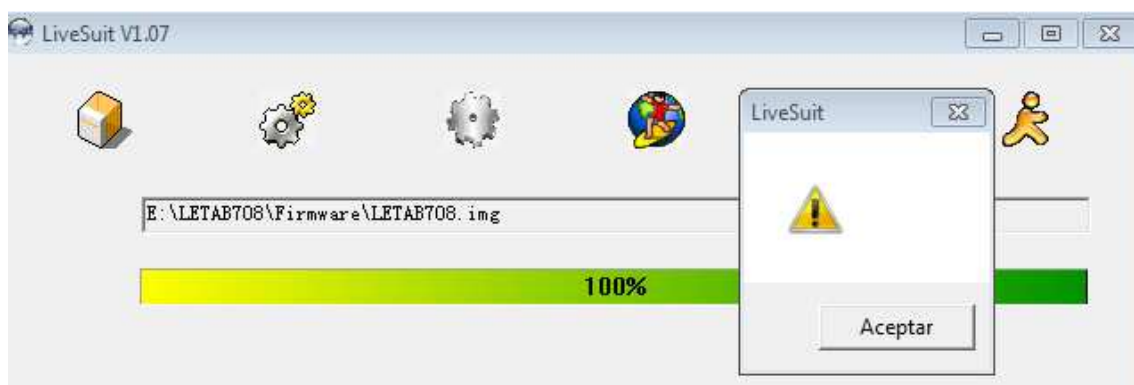 LiveSuit V1.07
LiveSuit
E:\LETAB708\Firmware\LETAB708.img
100%
Aceptar